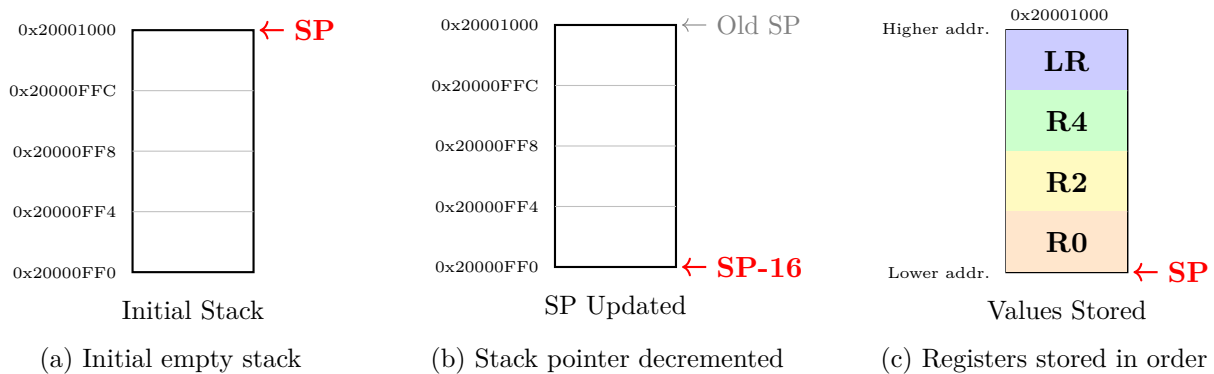 0x20001000
← SP
0x20000FFC
0x20000FF8
0x20000FF4
0x20000FF0
Initial Stack
(a) Initial empty stack
0x20001000
← Old SP
0x20000FFC
0x20000FF8
0x20000FF4
0x20000FF0
← SP-16
SP Updated
(b) Stack pointer decremented
0x20001000
Higher addr.
LR
R4
R2
R0
Lower addr.
← SP
Values Stored
(c) Registers stored in order